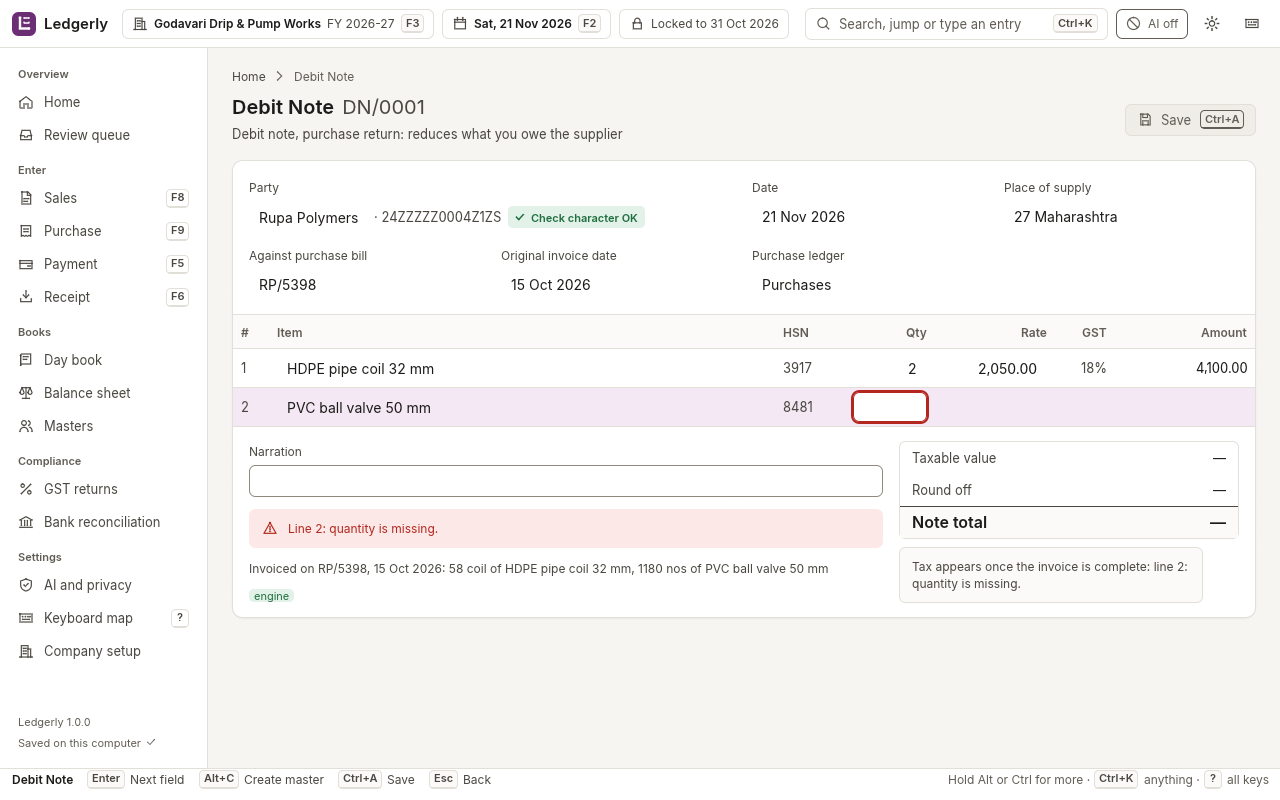 Ledgerly
Godavari Drip & Pump Works FY 2026-27 F3
Sat, 21 Nov 2026 F2
Locked to 31 Oct 2026
Search, jump or type an entry Ctrl+K
AI off
Overview
Home
Review queue
Enter
Sales F8
Purchase F9
Payment F5
Receipt F6
Books
Day book
Balance sheet
Masters
Compliance
GST returns
Bank reconciliation
Settings
AI and privacy
Keyboard map ?
Company setup
Ledgerly 1.0.0
Saved on this computer
Home Debit Note
Debit Note DN/0001
Debit note, purchase return: reduces what you owe the supplier
Save Ctrl+A
Party Date Place of supply
Rupa Polymers · 24ZZZZZ0004Z1ZS Check character OK 21 Nov 2026 27 Maharashtra
Against purchase bill Original invoice date Purchase ledger
RP/5398 15 Oct 2026 Purchases
# Item HSN Qty Rate GST Amount
1 HDPE pipe coil 32 mm 3917 2 2,050.00 18% 4,100.00
2 PVC ball valve 50 mm 8481
Narration
Line 2: quantity is missing.
Invoiced on RP/5398, 15 Oct 2026: 58 coil of HDPE pipe coil 32 mm, 1180 nos of PVC ball valve 50 mm
engine
Taxable value —
Round off —
Note total —
Tax appears once the invoice is complete: line 2:
quantity is missing.
Debit Note Enter Next field Alt+C Create master Ctrl+A Save Esc Back
Hold Alt or Ctrl for more · Ctrl+K anything · ? all keys